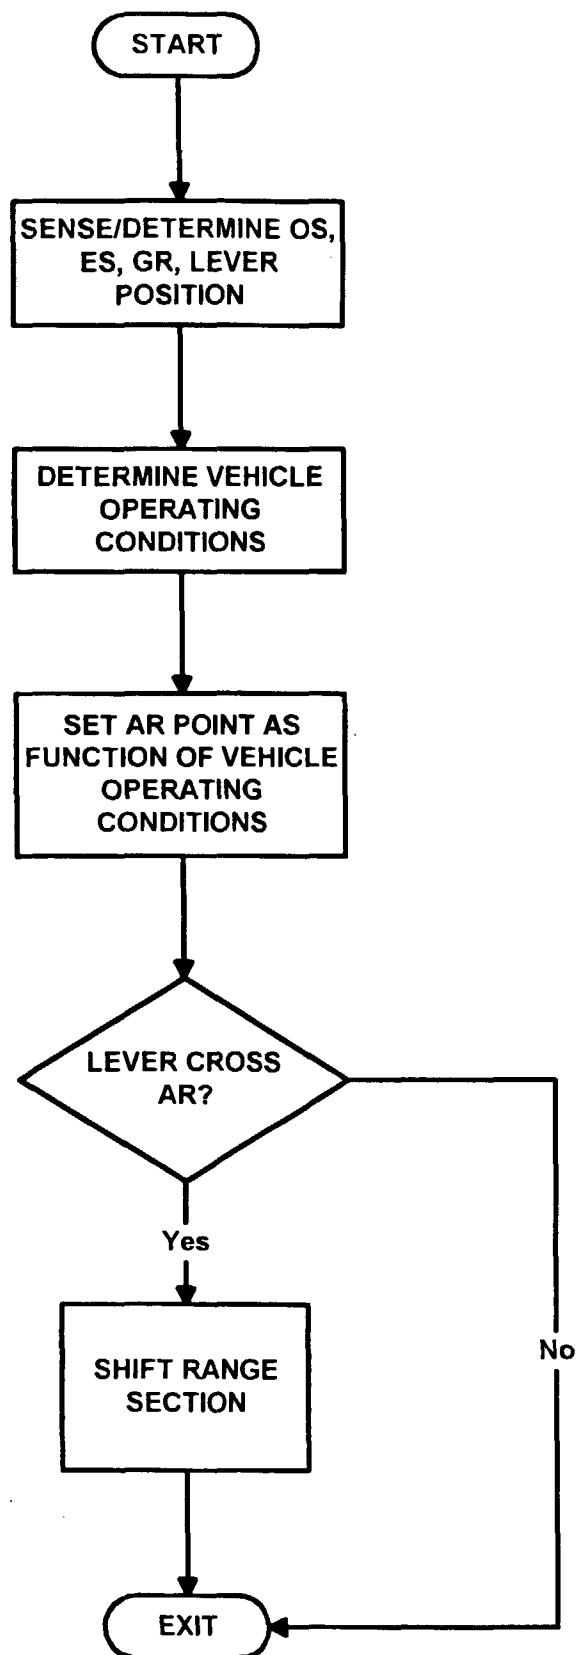 START
SENSE/DETERMINE OS,
ES, GR, LEVER
POSITION
DETERMINE VEHICLE
OPERATING
CONDITIONS
SET AR POINT AS
FUNCTION OF VEHICLE
OPERATING
CONDITIONS
LEVER CROSS
AR?
Yes
No
SHIFT RANGE
SECTION
EXIT